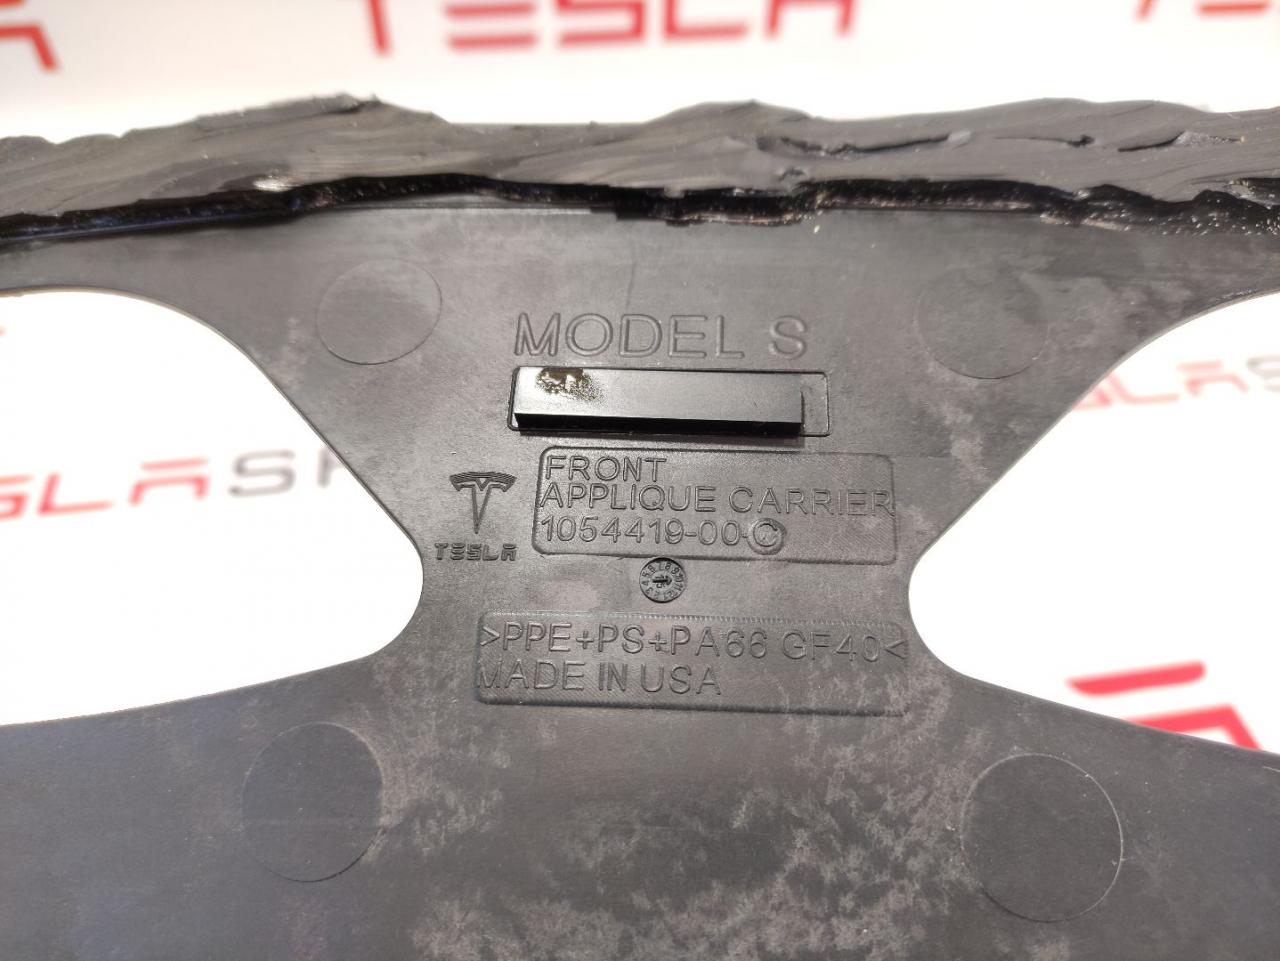 TESLA
MODEL S
FRONT
APPLIQUE CARRIER
1054419-00-C
TESLA
>PPE+PS+PA66 GF40<
MADE IN USA